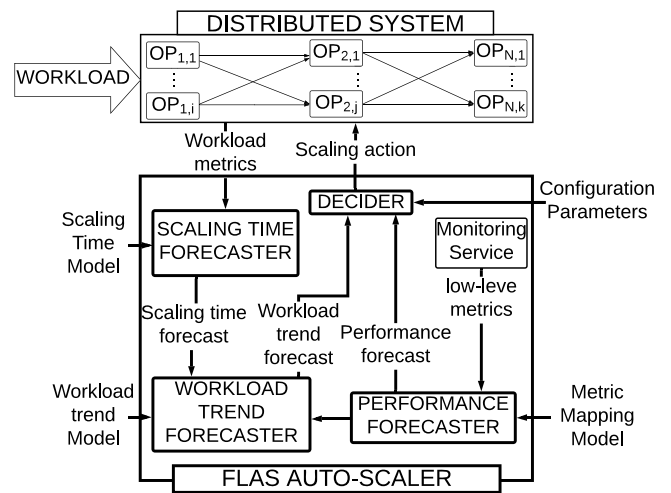 DISTRIBUTED SYSTEM
WORKLOAD
OP1,1
OP2,1
OPN,1
OP1,i
OP2,j
OPN,k
Workload
metrics
Scaling action
DECIDER
Configuration
Parameters
Scaling
Time
Model
SCALING TIME
FORECASTER
Monitoring
Service
Scaling time
forecast
Workload
trend
forecast
Performance
forecast
low-leve
metrics
Workload
trend Model
WORKLOAD
TREND
FORECASTER
PERFORMANCE
FORECASTER
Metric
Mapping
Model
FLAS AUTO-SCALER